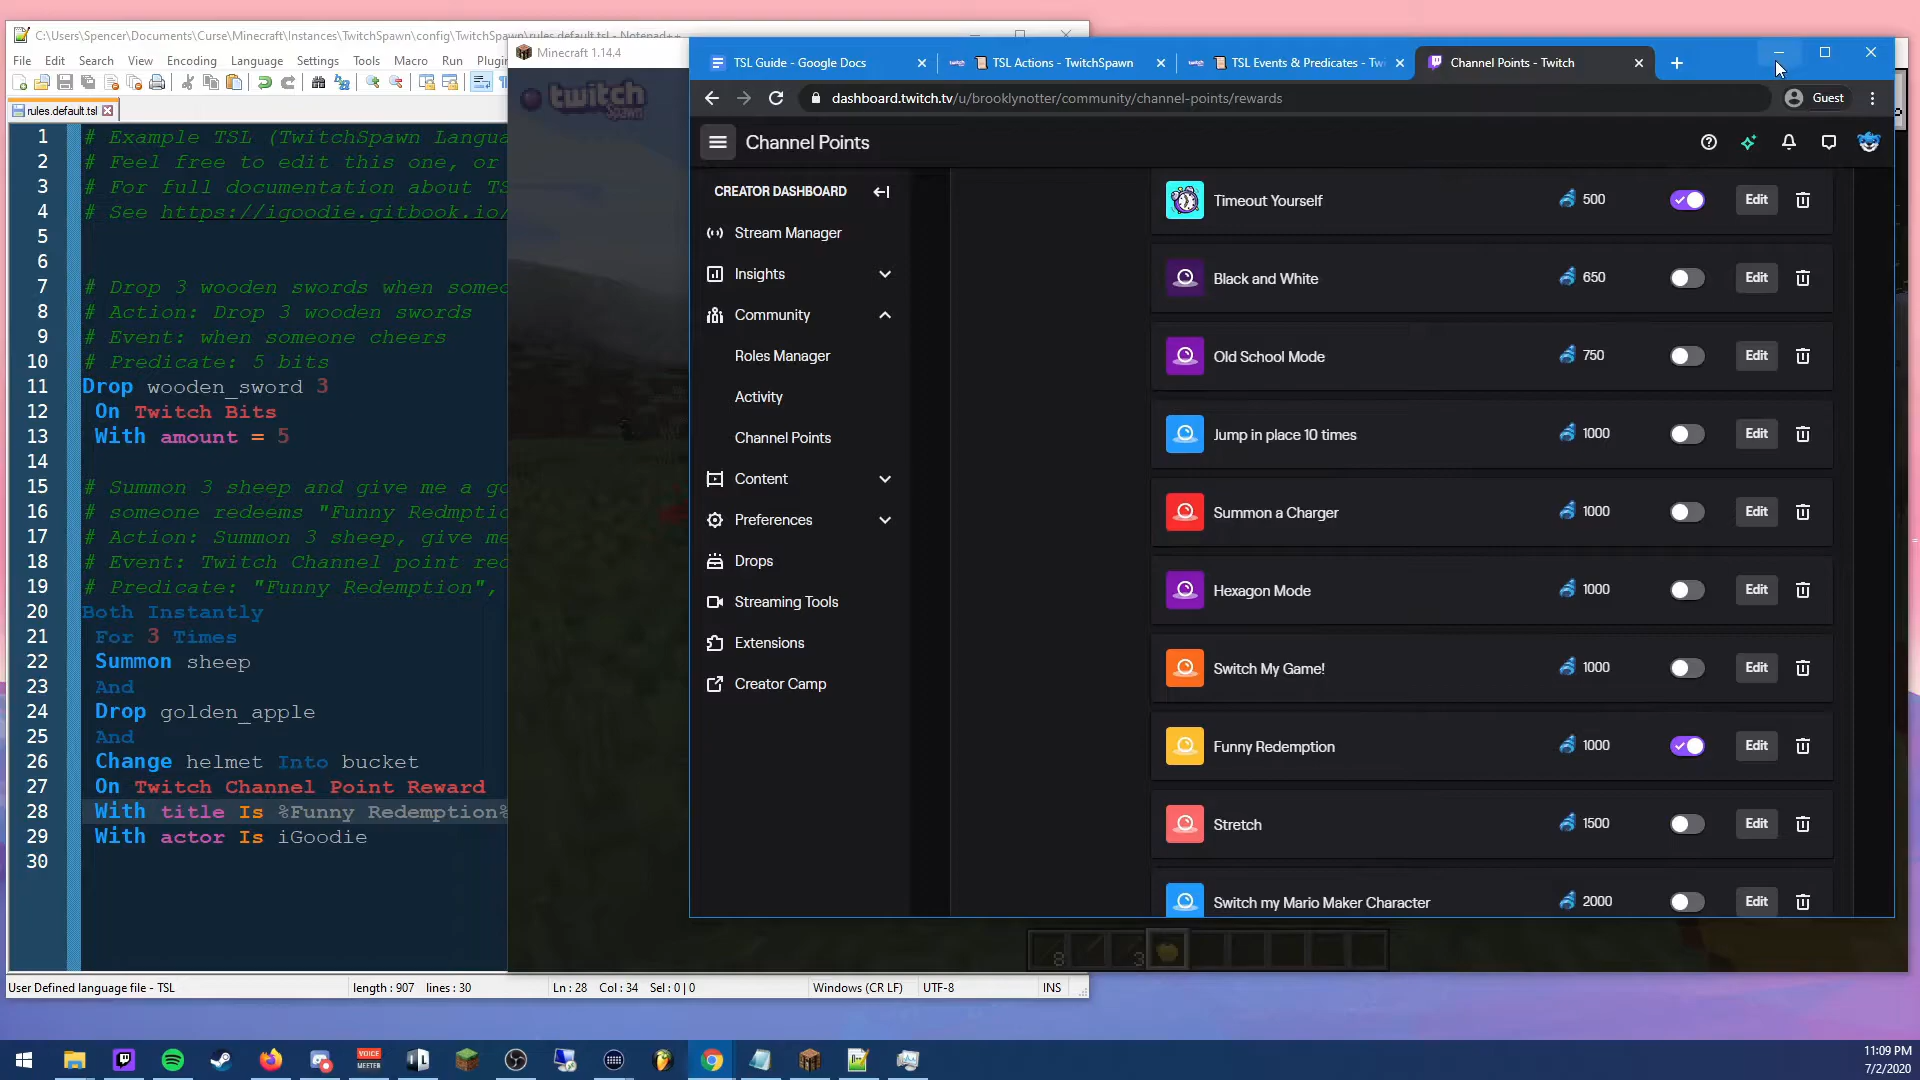 C:\Users\Spencer\Documents\Curse\Minecraft\Instances\TwitchSpawn\config\TwitchSpawn\rules.default.tsl - Notepad++
File Edit Search View Encoding Language Settings Tools Macro Run Plugin
rules.default.tsl
1 # Example TSL (TwitchSpawn Langua
2 # Feel free to edit this one, or
3 # For full documentation about TS
4 # See https://igoodie.gitbook.io/
5
6
7 # Drop 3 wooden swords when someo
8 # Action: Drop 3 wooden swords
9 # Event: when someone cheers
10 # Predicate: 5 bits
11 Drop wooden_sword 3
12 On Twitch Bits
13 With amount = 5
14
15 # Summon 3 sheep and give me a go
16 # someone redeems "Funny Redmptio
17 # Action: Summon 3 sheep, give me
18 # Event: Twitch Channel point rec
19 # Predicate: "Funny Redemption",
20 Both Instantly
21 For 3 Times
22 Summon sheep
23 And
24 Drop golden_apple
25 And
26 Change helmet Into bucket
27 On Twitch Channel Point Reward
28 With title Is %Funny Redemption%
29 With actor Is iGoodie
30
User Defined language file - TSL length : 907 lines : 30 Ln : 28 Col : 34 Sel : 0 | 0 Windows (CR LF) UTF-8 INS
Minecraft 1.14.4
twitch
Spawn
8 3
TSL Guide - Google Docs
TSL Actions - TwitchSpawn
TSL Events & Predicates - Tw
Channel Points - Twitch
dashboard.twitch.tv/u/brooklynotter/community/channel-points/rewards
Guest
Channel Points
CREATOR DASHBOARD
Stream Manager
Insights
Community
Roles Manager
Activity
Channel Points
Content
Preferences
Drops
Streaming Tools
Extensions
Creator Camp
Timeout Yourself 500 Edit
Black and White 650 Edit
Old School Mode 750 Edit
Jump in place 10 times 1000 Edit
Summon a Charger 1000 Edit
Hexagon Mode 1000 Edit
Switch My Game! 1000 Edit
Funny Redemption 1000 Edit
Stretch 1500 Edit
Switch my Mario Maker Character 2000 Edit
VOICE
MEETER
11:09 PM
7/2/2020